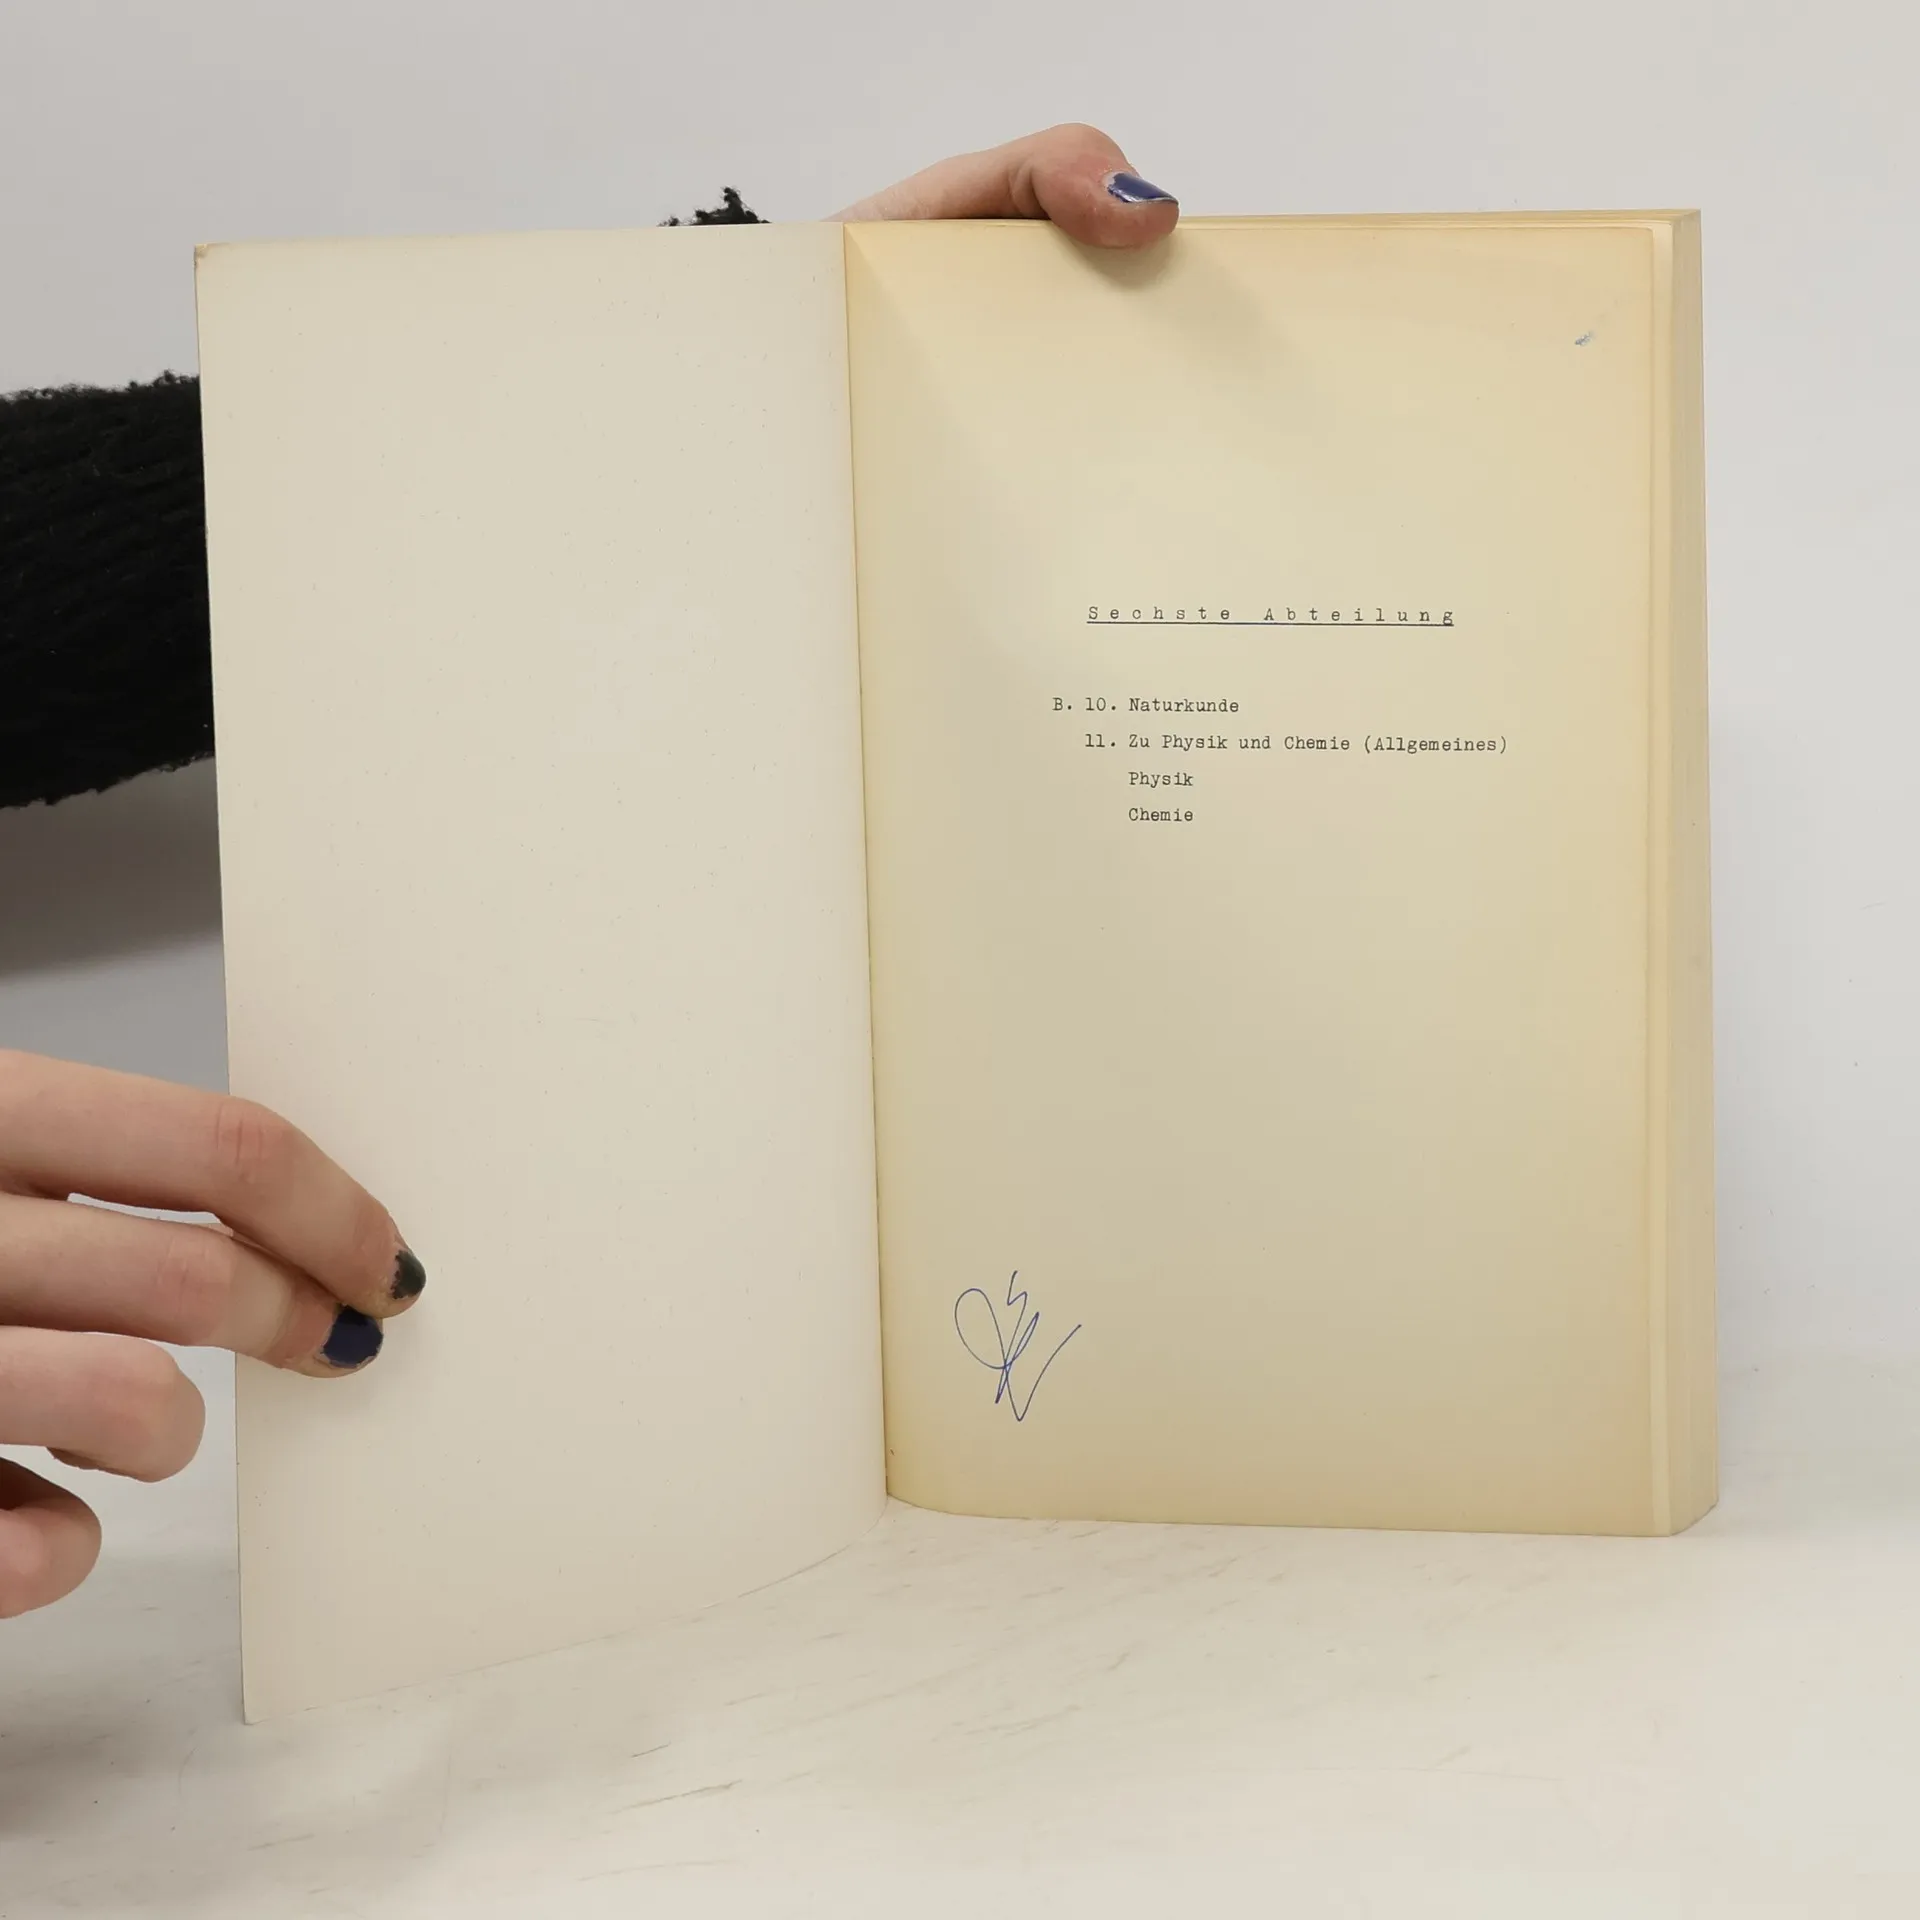 Sechste Abteilung
B. 10. Naturkunde
11. Zu Physik und Chemie (Allgemeines)
Physik
Chemie